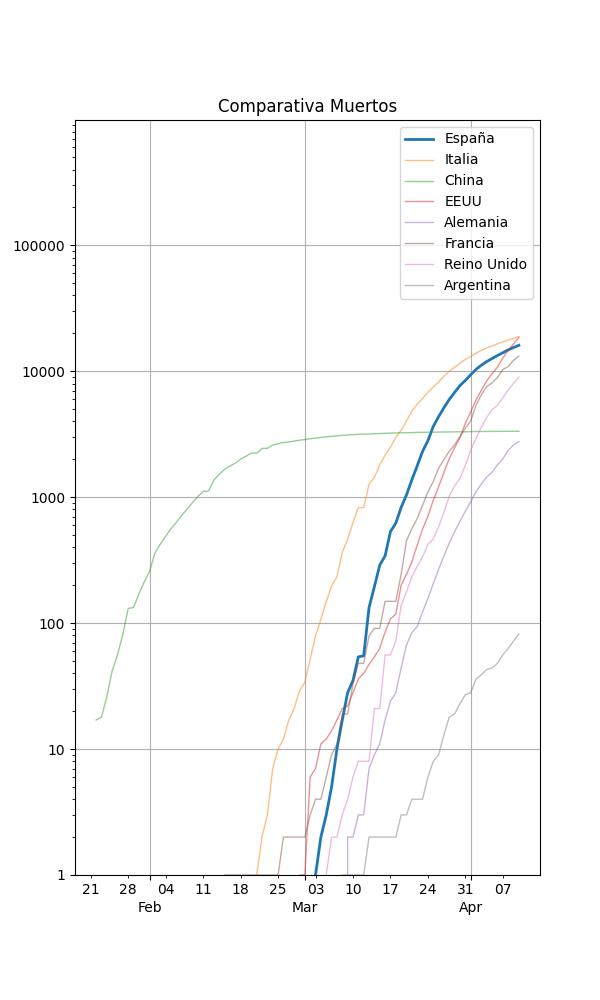 Comparativa Muertos
España
Italia
China
EEUU
Alemania
Francia
Reino Unido
Argentina
100000
10000
1000
100
10
1
21 28 04 11 18 25 03 10 17 24 31 07
Feb Mar Apr